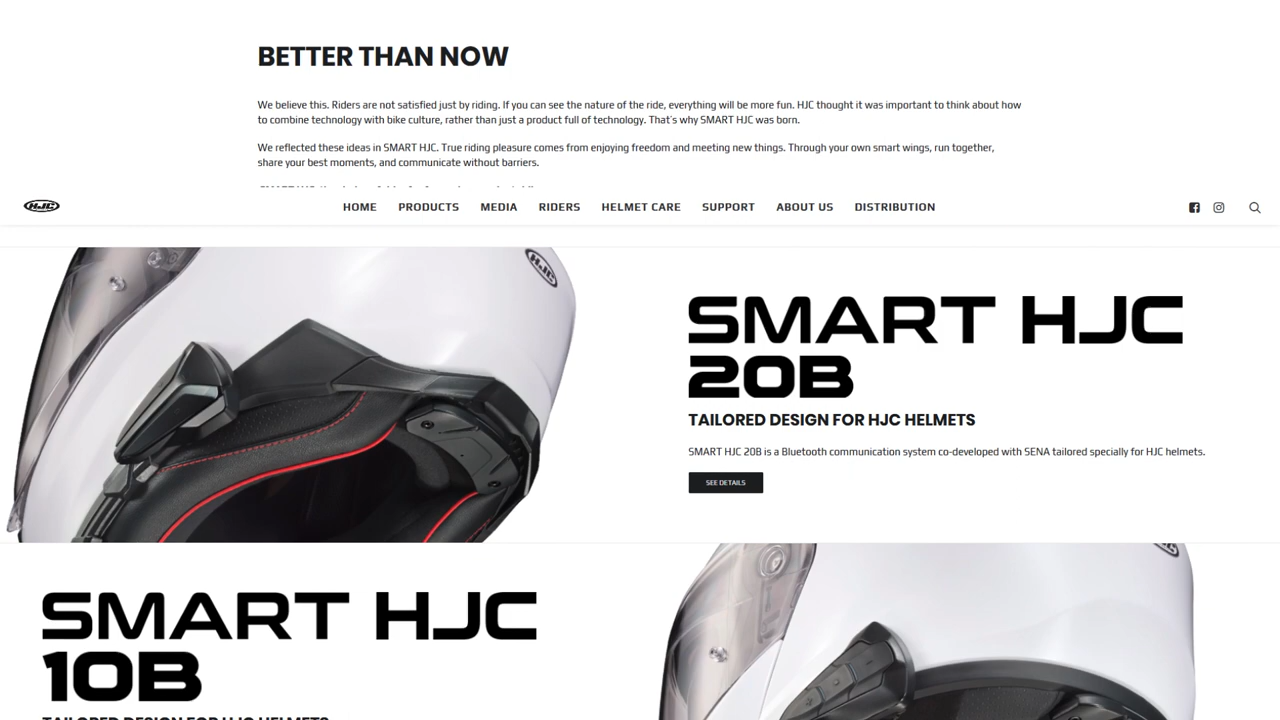 BETTER THAN NOW
We believe this. Riders are not satisfied just by riding. If you can see the nature of the ride, everything will be more fun. HJC thought it was important to think about how
to combine technology with bike culture, rather than just a product full of technology. That's why SMART HJC was born.
We reflected these ideas in SMART HJC. True riding pleasure comes from enjoying freedom and meeting new things. Through your own smart wings, run together,
share your best moments, and communicate without barriers.
HJC
HOME PRODUCTS MEDIA RIDERS HELMET CARE SUPPORT ABOUT US DISTRIBUTION
HJC
SMART HJC
20B
TAILORED DESIGN FOR HJC HELMETS
SMART HJC 20B is a Bluetooth communication system co-developed with SENA tailored specially for HJC helmets.
SEE DETAILS
SMART HJC
10B
TAILORED DESIGN FOR HJC HELMETS